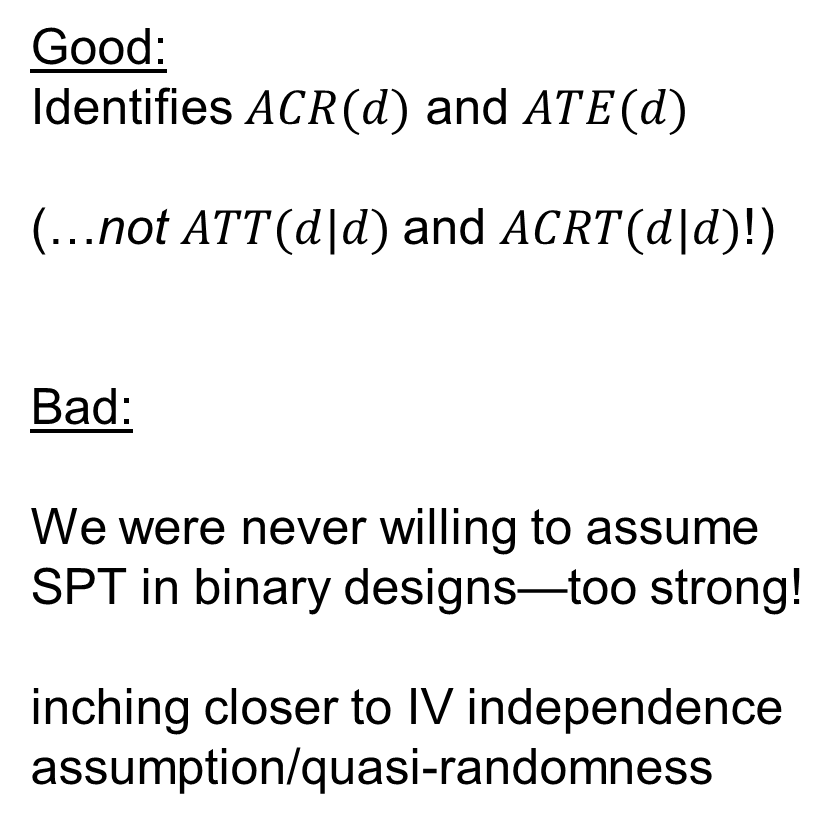 Good:
Identifies ACR(d) and ATE(d)
(…not ATT(d|d) and ACRT(d|d)!)
Bad:
We were never willing to assume
SPT in binary designs—too strong!
inching closer to IV independence
assumption/quasi-randomness